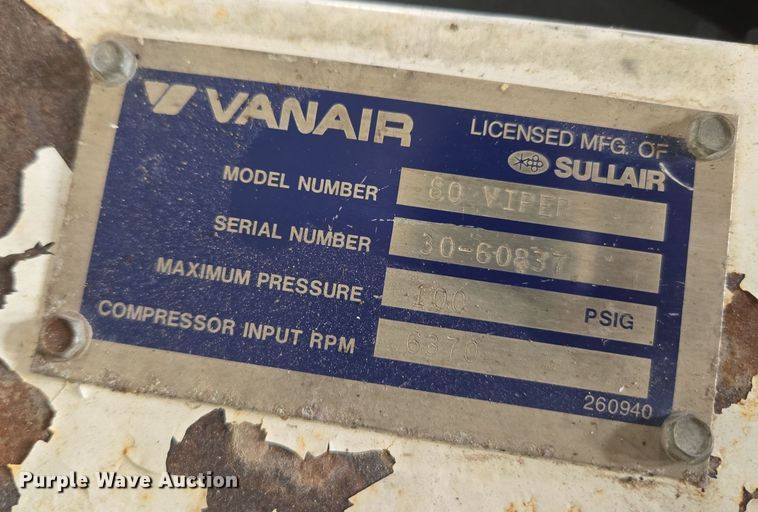 VANAIR
LICENSED MFG. OF
SULLAIR
MODEL NUMBER 80 VIPER
SERIAL NUMBER 30-60837
MAXIMUM PRESSURE 100 PSIG
COMPRESSOR INPUT RPM 6370
260940
Purple Wave Auction